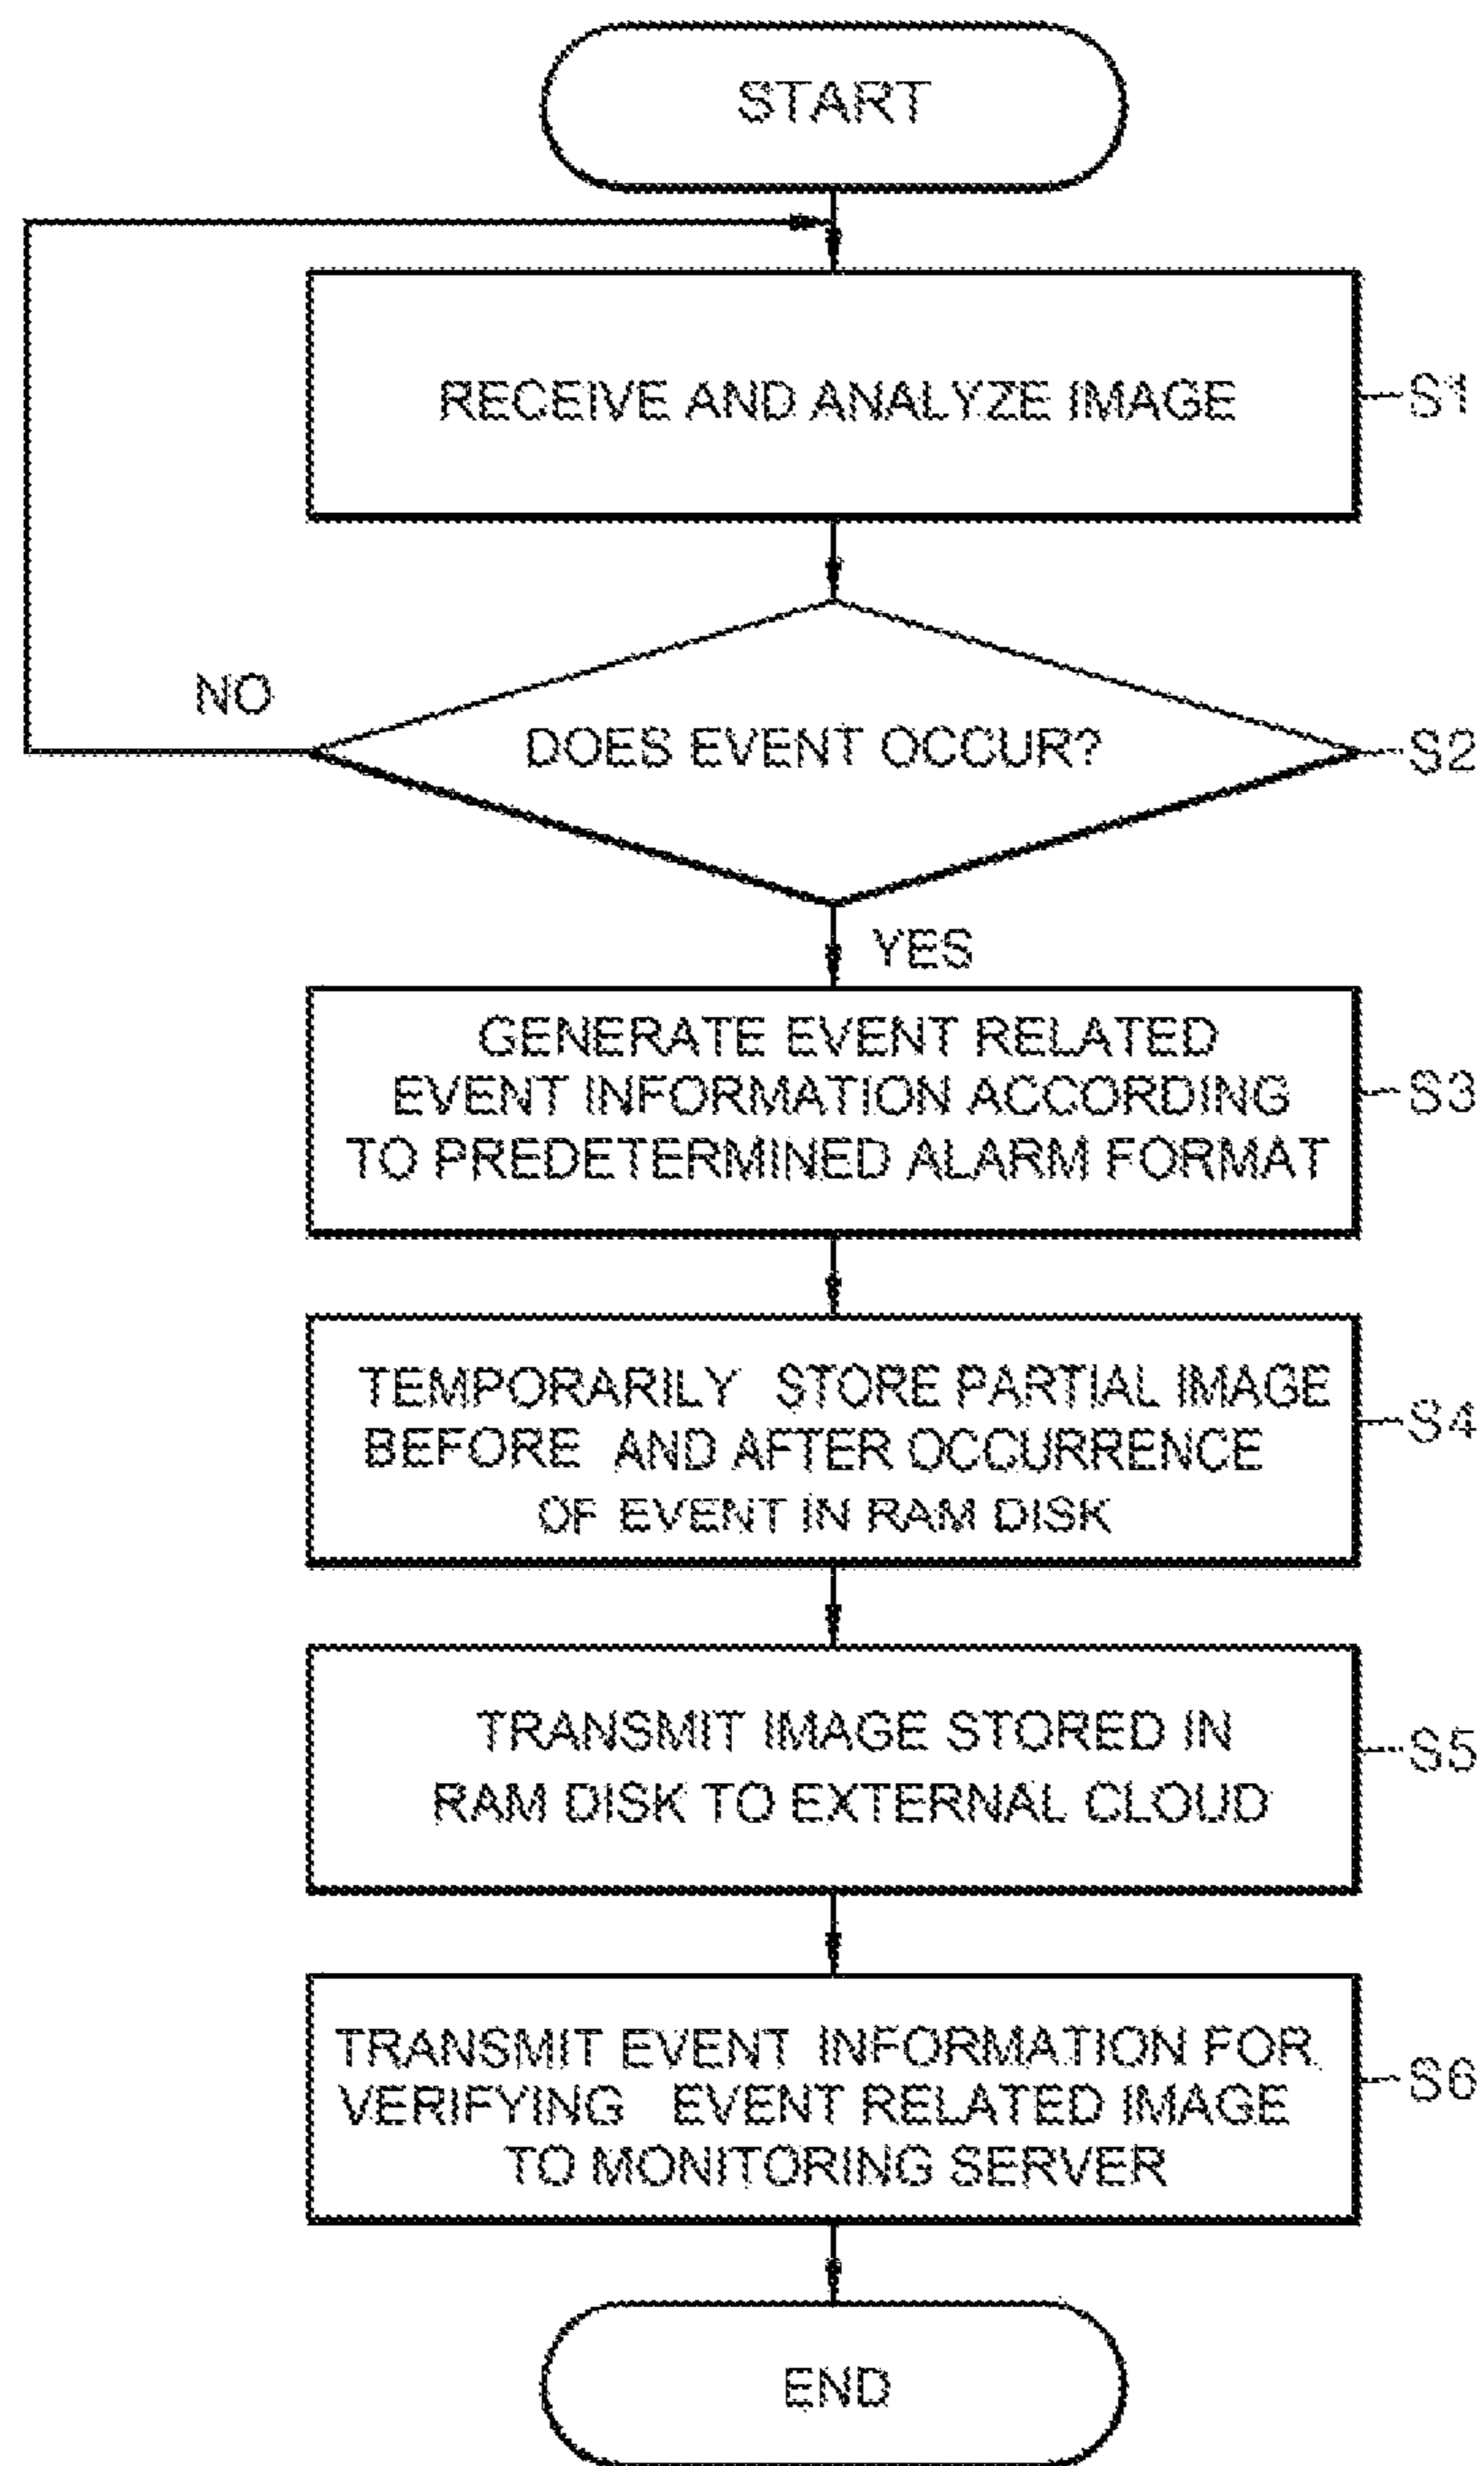 START
RECEIVE AND ANALYZE IMAGE
S1
NO
DOES EVENT OCCUR?
S2
YES
GENERATE EVENT RELATED
EVENT INFORMATION ACCORDING
TO PREDETERMINED ALARM FORMAT
S3
TEMPORARILY STORE PARTIAL IMAGE
BEFORE AND AFTER OCCURRENCE
OF EVENT IN RAM DISK
S4
TRANSMIT IMAGE STORED IN
RAM DISK TO EXTERNAL CLOUD
S5
TRANSMIT EVENT INFORMATION FOR
VERIFYING EVENT RELATED IMAGE
TO MONITORING SERVER
S6
END